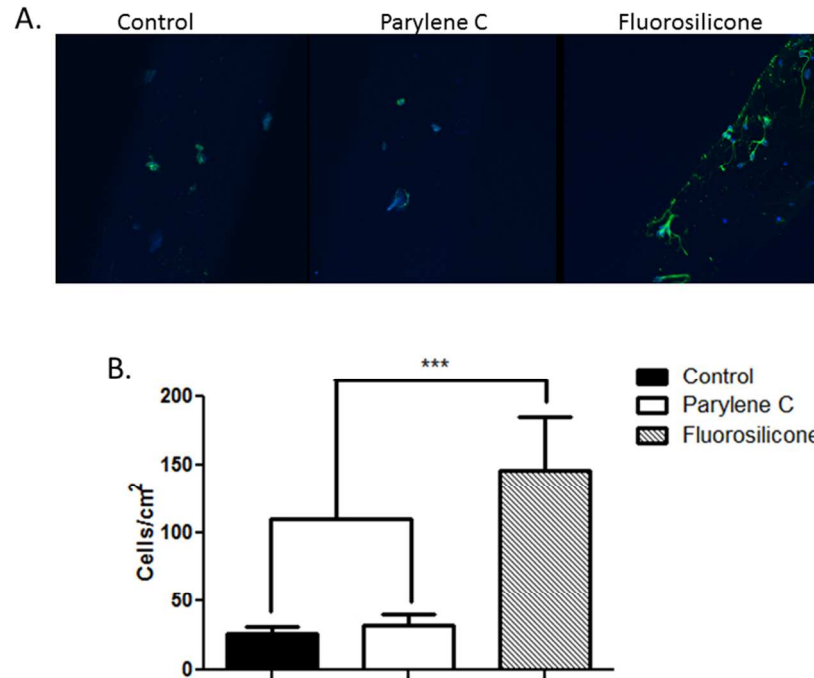 A.
Control Parylene C Fluorosilicone
B.
***
200
150
100
50
0
Cells/cm²
Control
Parylene C
Fluorosilicone